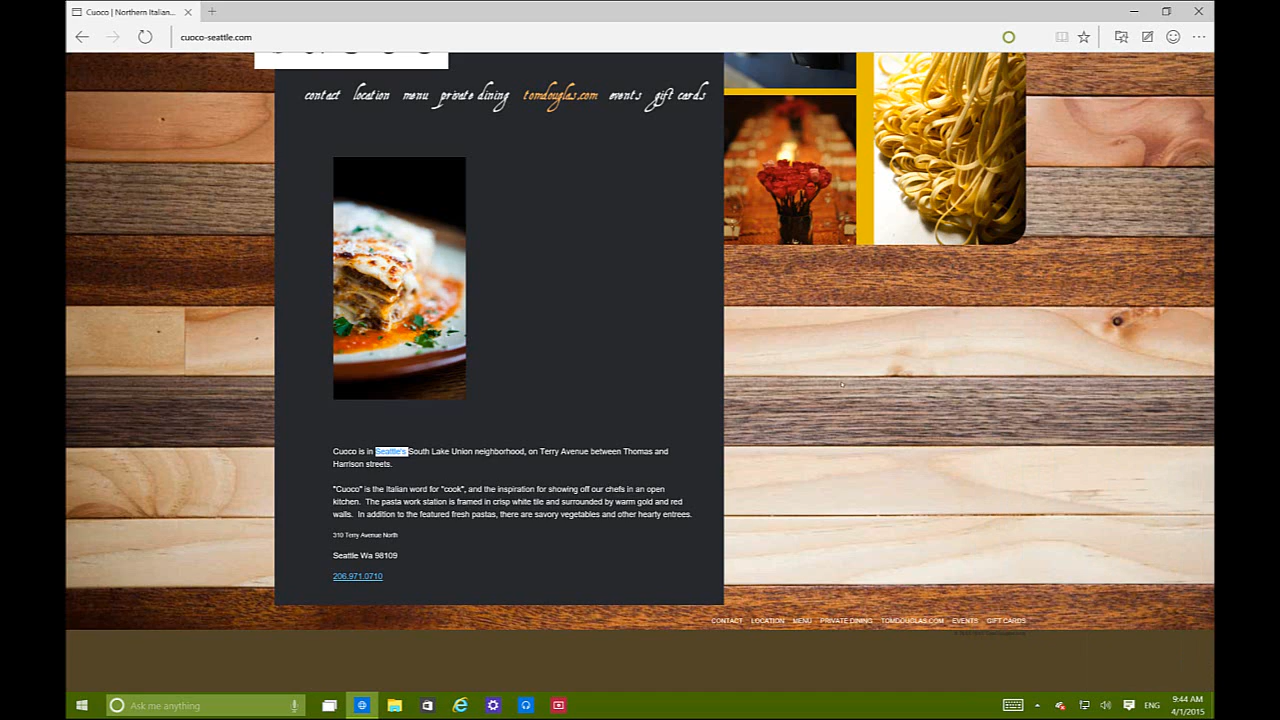 Cuoco | Northern Italian...
cuoco-seattle.com
contact location menu private dining tomdouglas.com events gift cards
Cuoco is in Seattle's South Lake Union neighborhood, on Terry Avenue between Thomas and
Harrison streets.
"Cuoco" is the Italian word for "cook", and the inspiration for showing off our chefs in an open
kitchen. The pasta work station is framed in crisp white tile and surrounded by warm gold and red
walls. In addition to the featured fresh pastas, there are savory vegetables and other hearty entrees.
310 Terry Avenue North
Seattle Wa 98109
206.971.0710
CONTACT LOCATION MENU PRIVATE DINING TOMDOUGLAS.COM EVENTS GIFT CARDS
Ask me anything
ENG
9:44 AM
4/1/2015